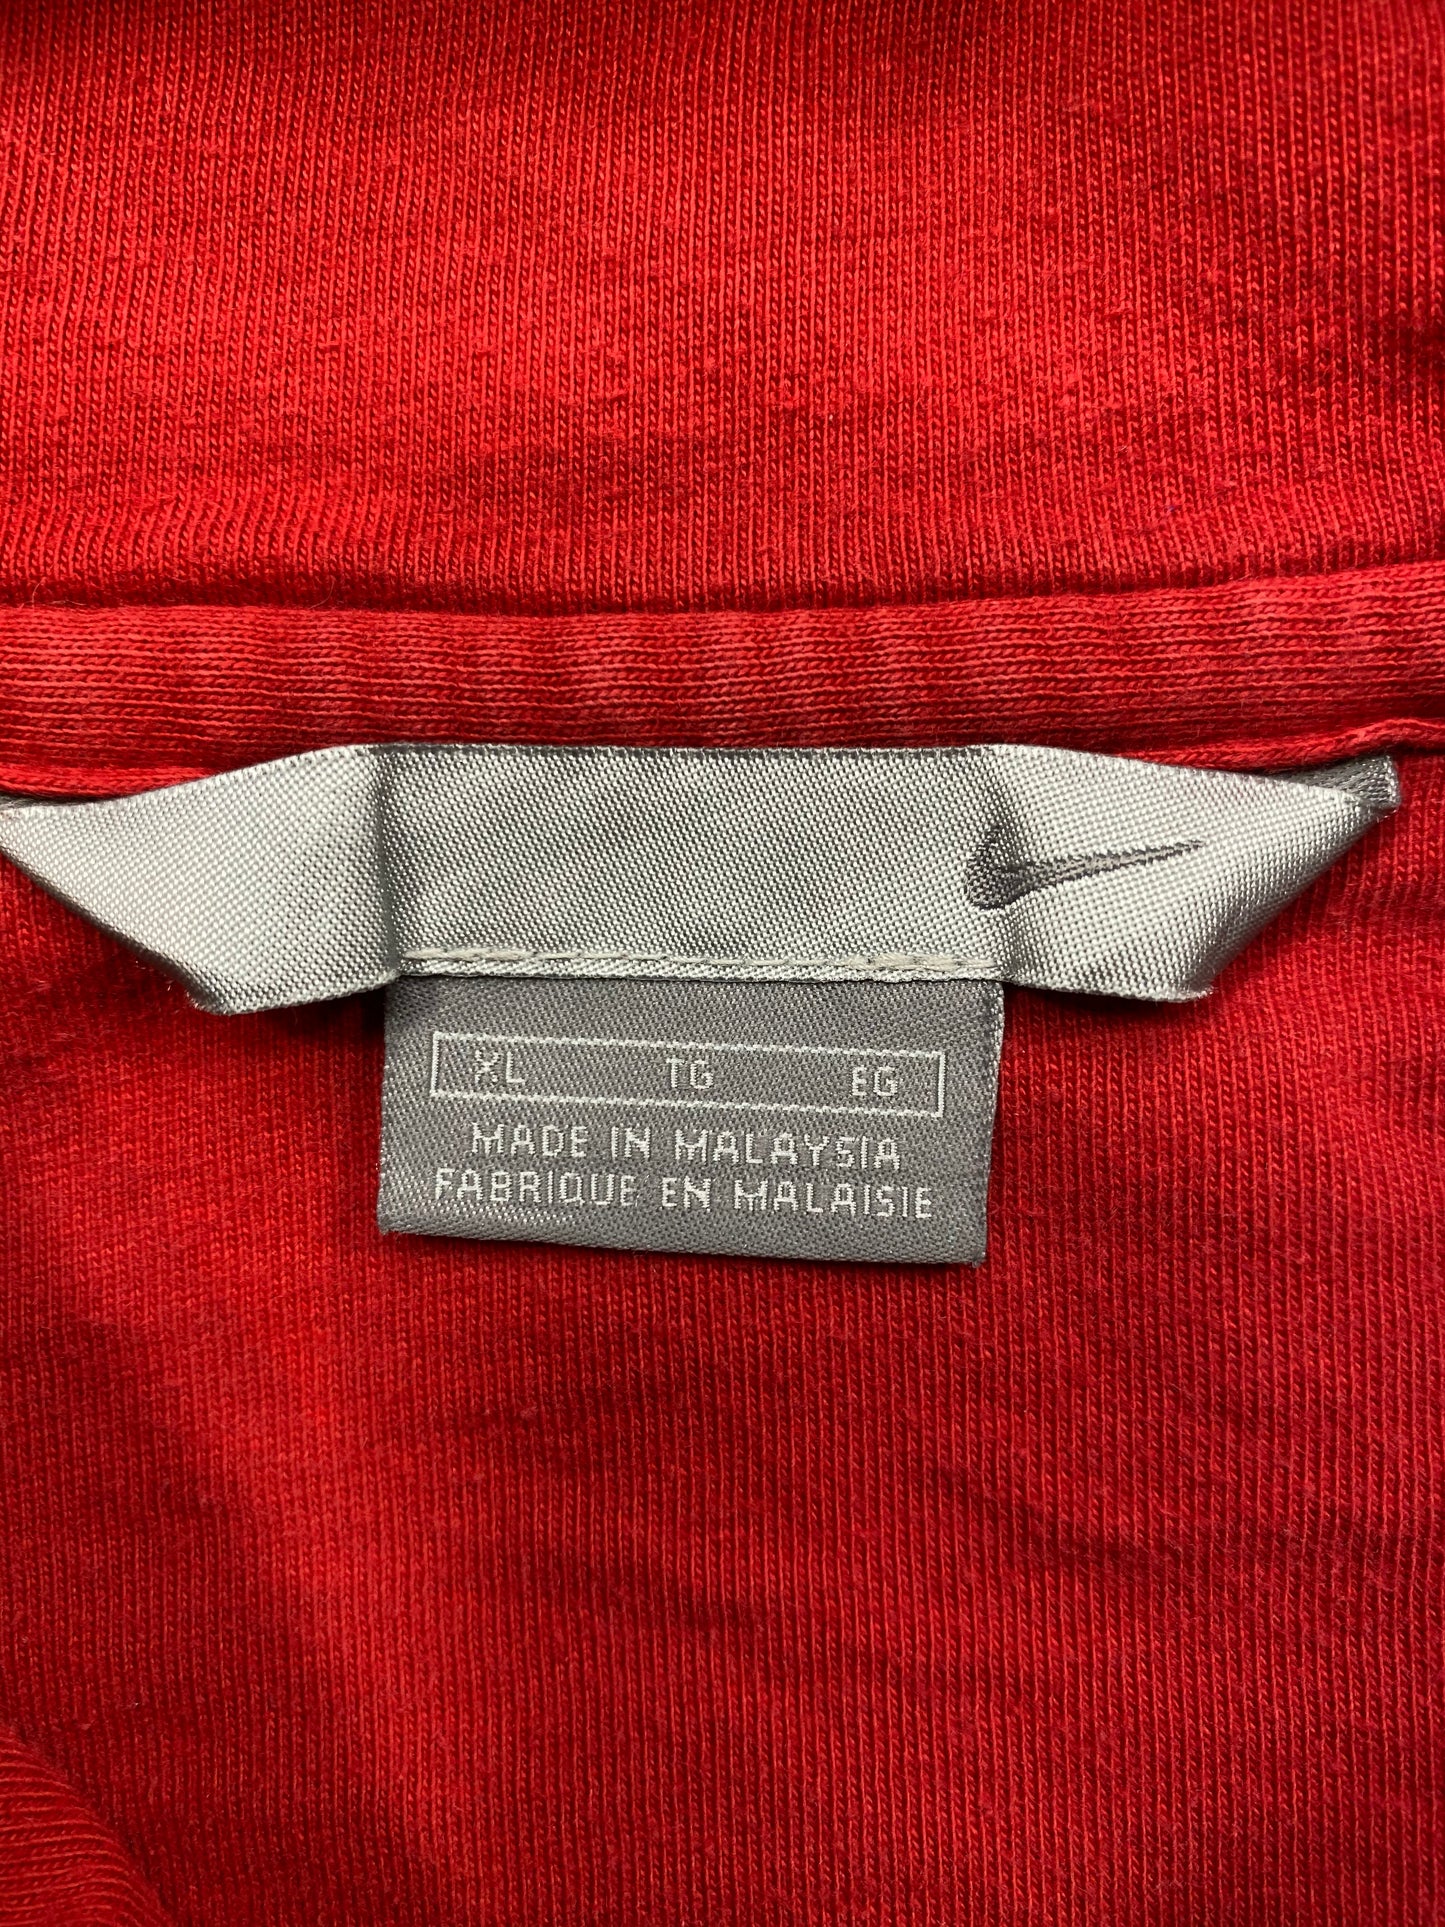 XL TG EG
MADE IN MALAYSIA
FABRIQUE EN MALAISIE